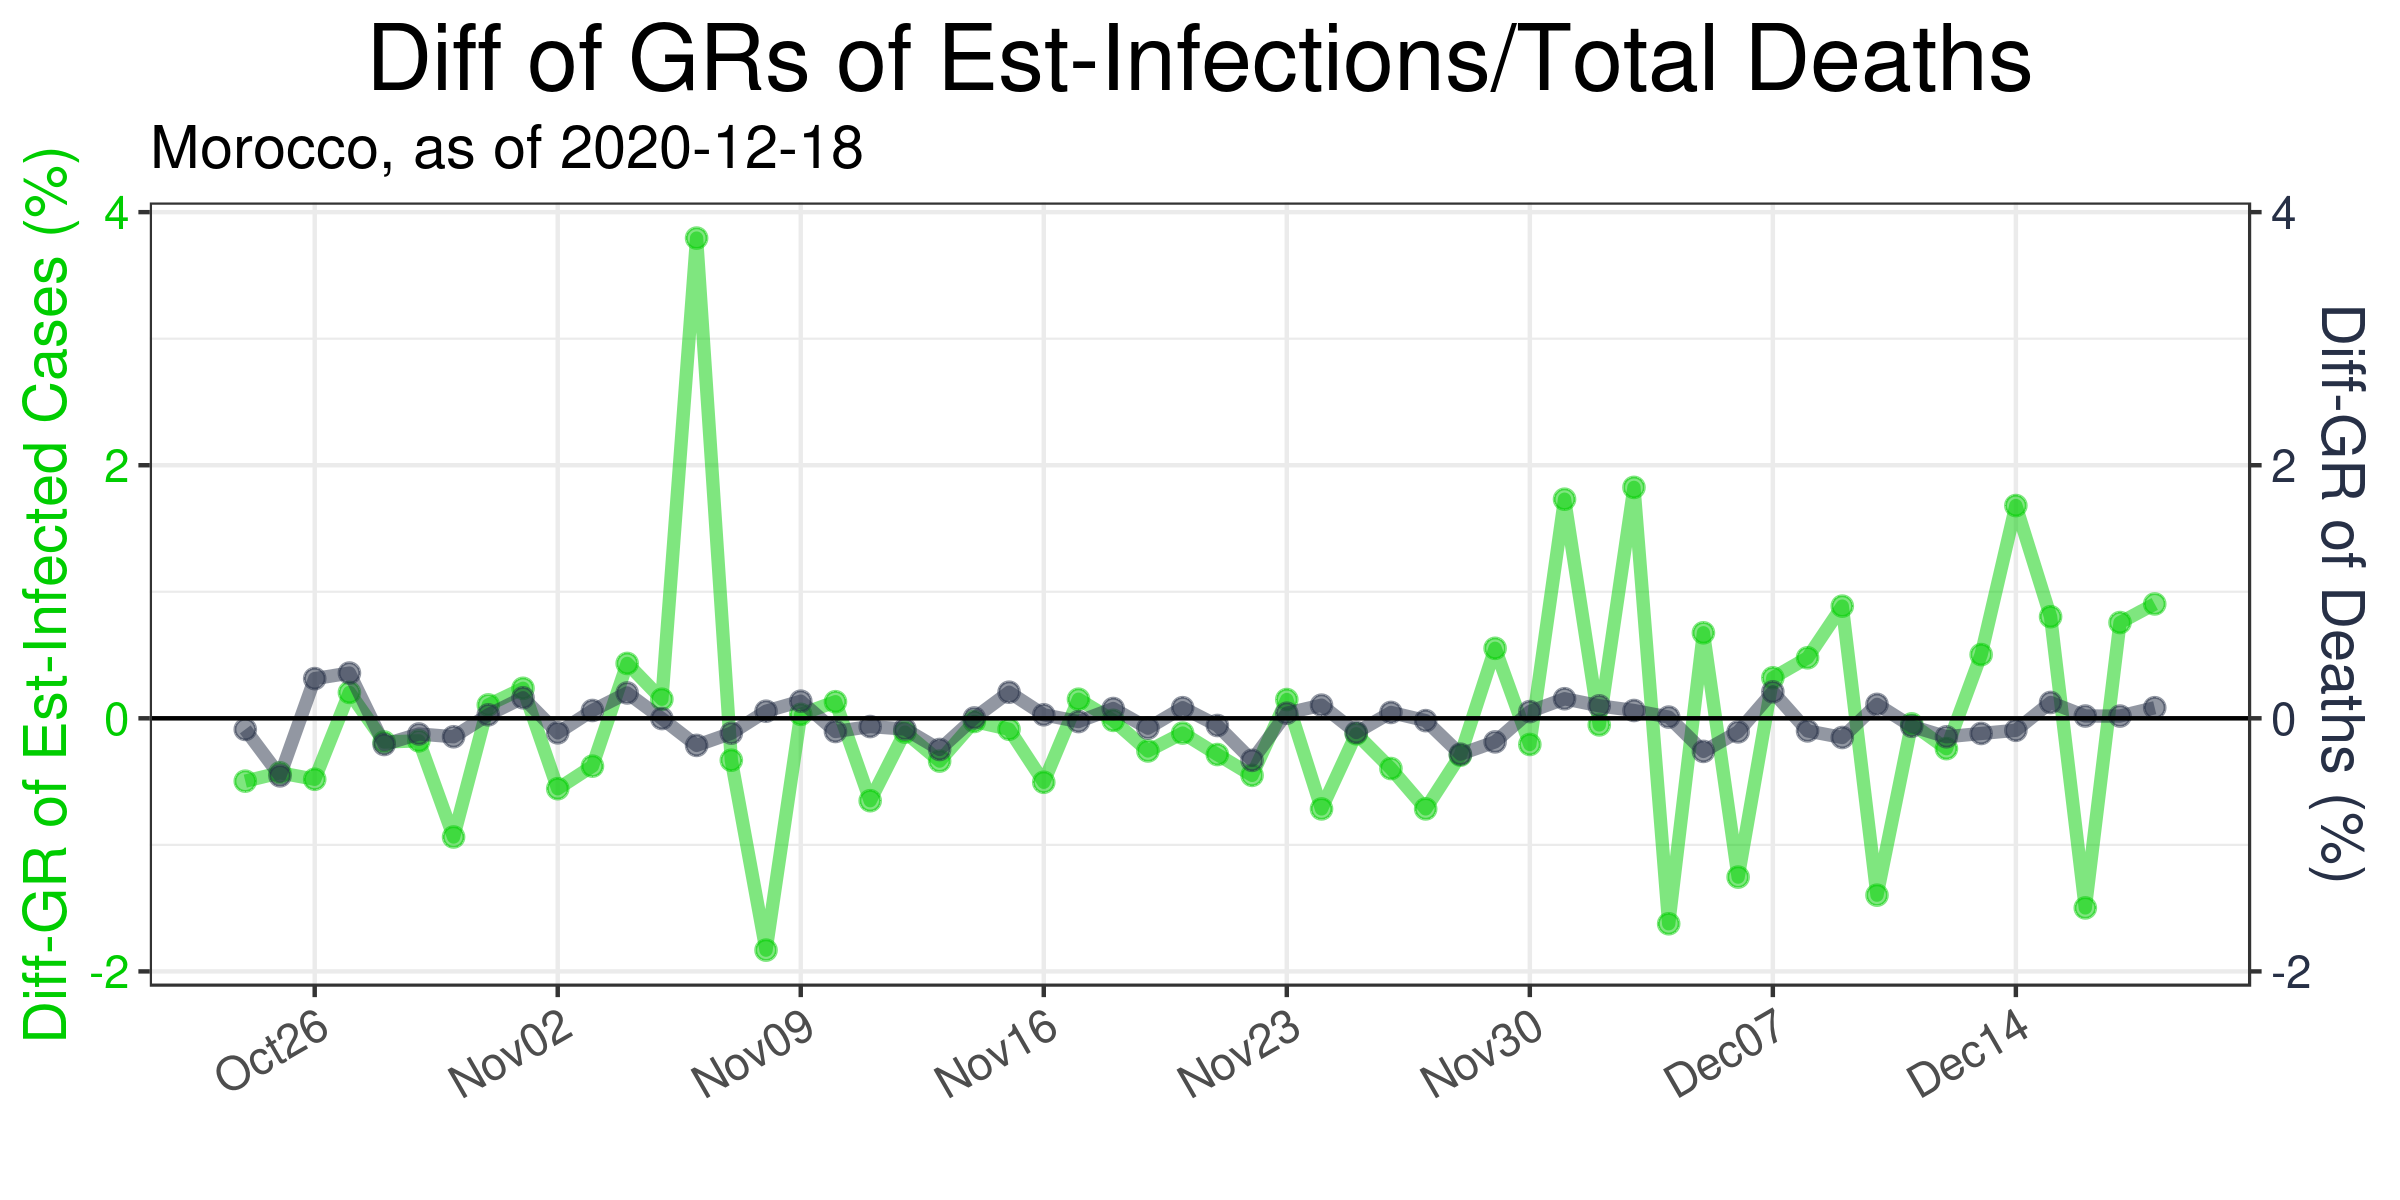 Diff of GRs of Est-Infections/Total Deaths
Morocco, as of 2020-12-18
Diff-GR of Est-Infected Cases (%)
4
2
0
-2
4
2
0
-2
Diff-GR of Deaths (%)
Oct26
Nov02
Nov09
Nov16
Nov23
Nov30
Dec07
Dec14